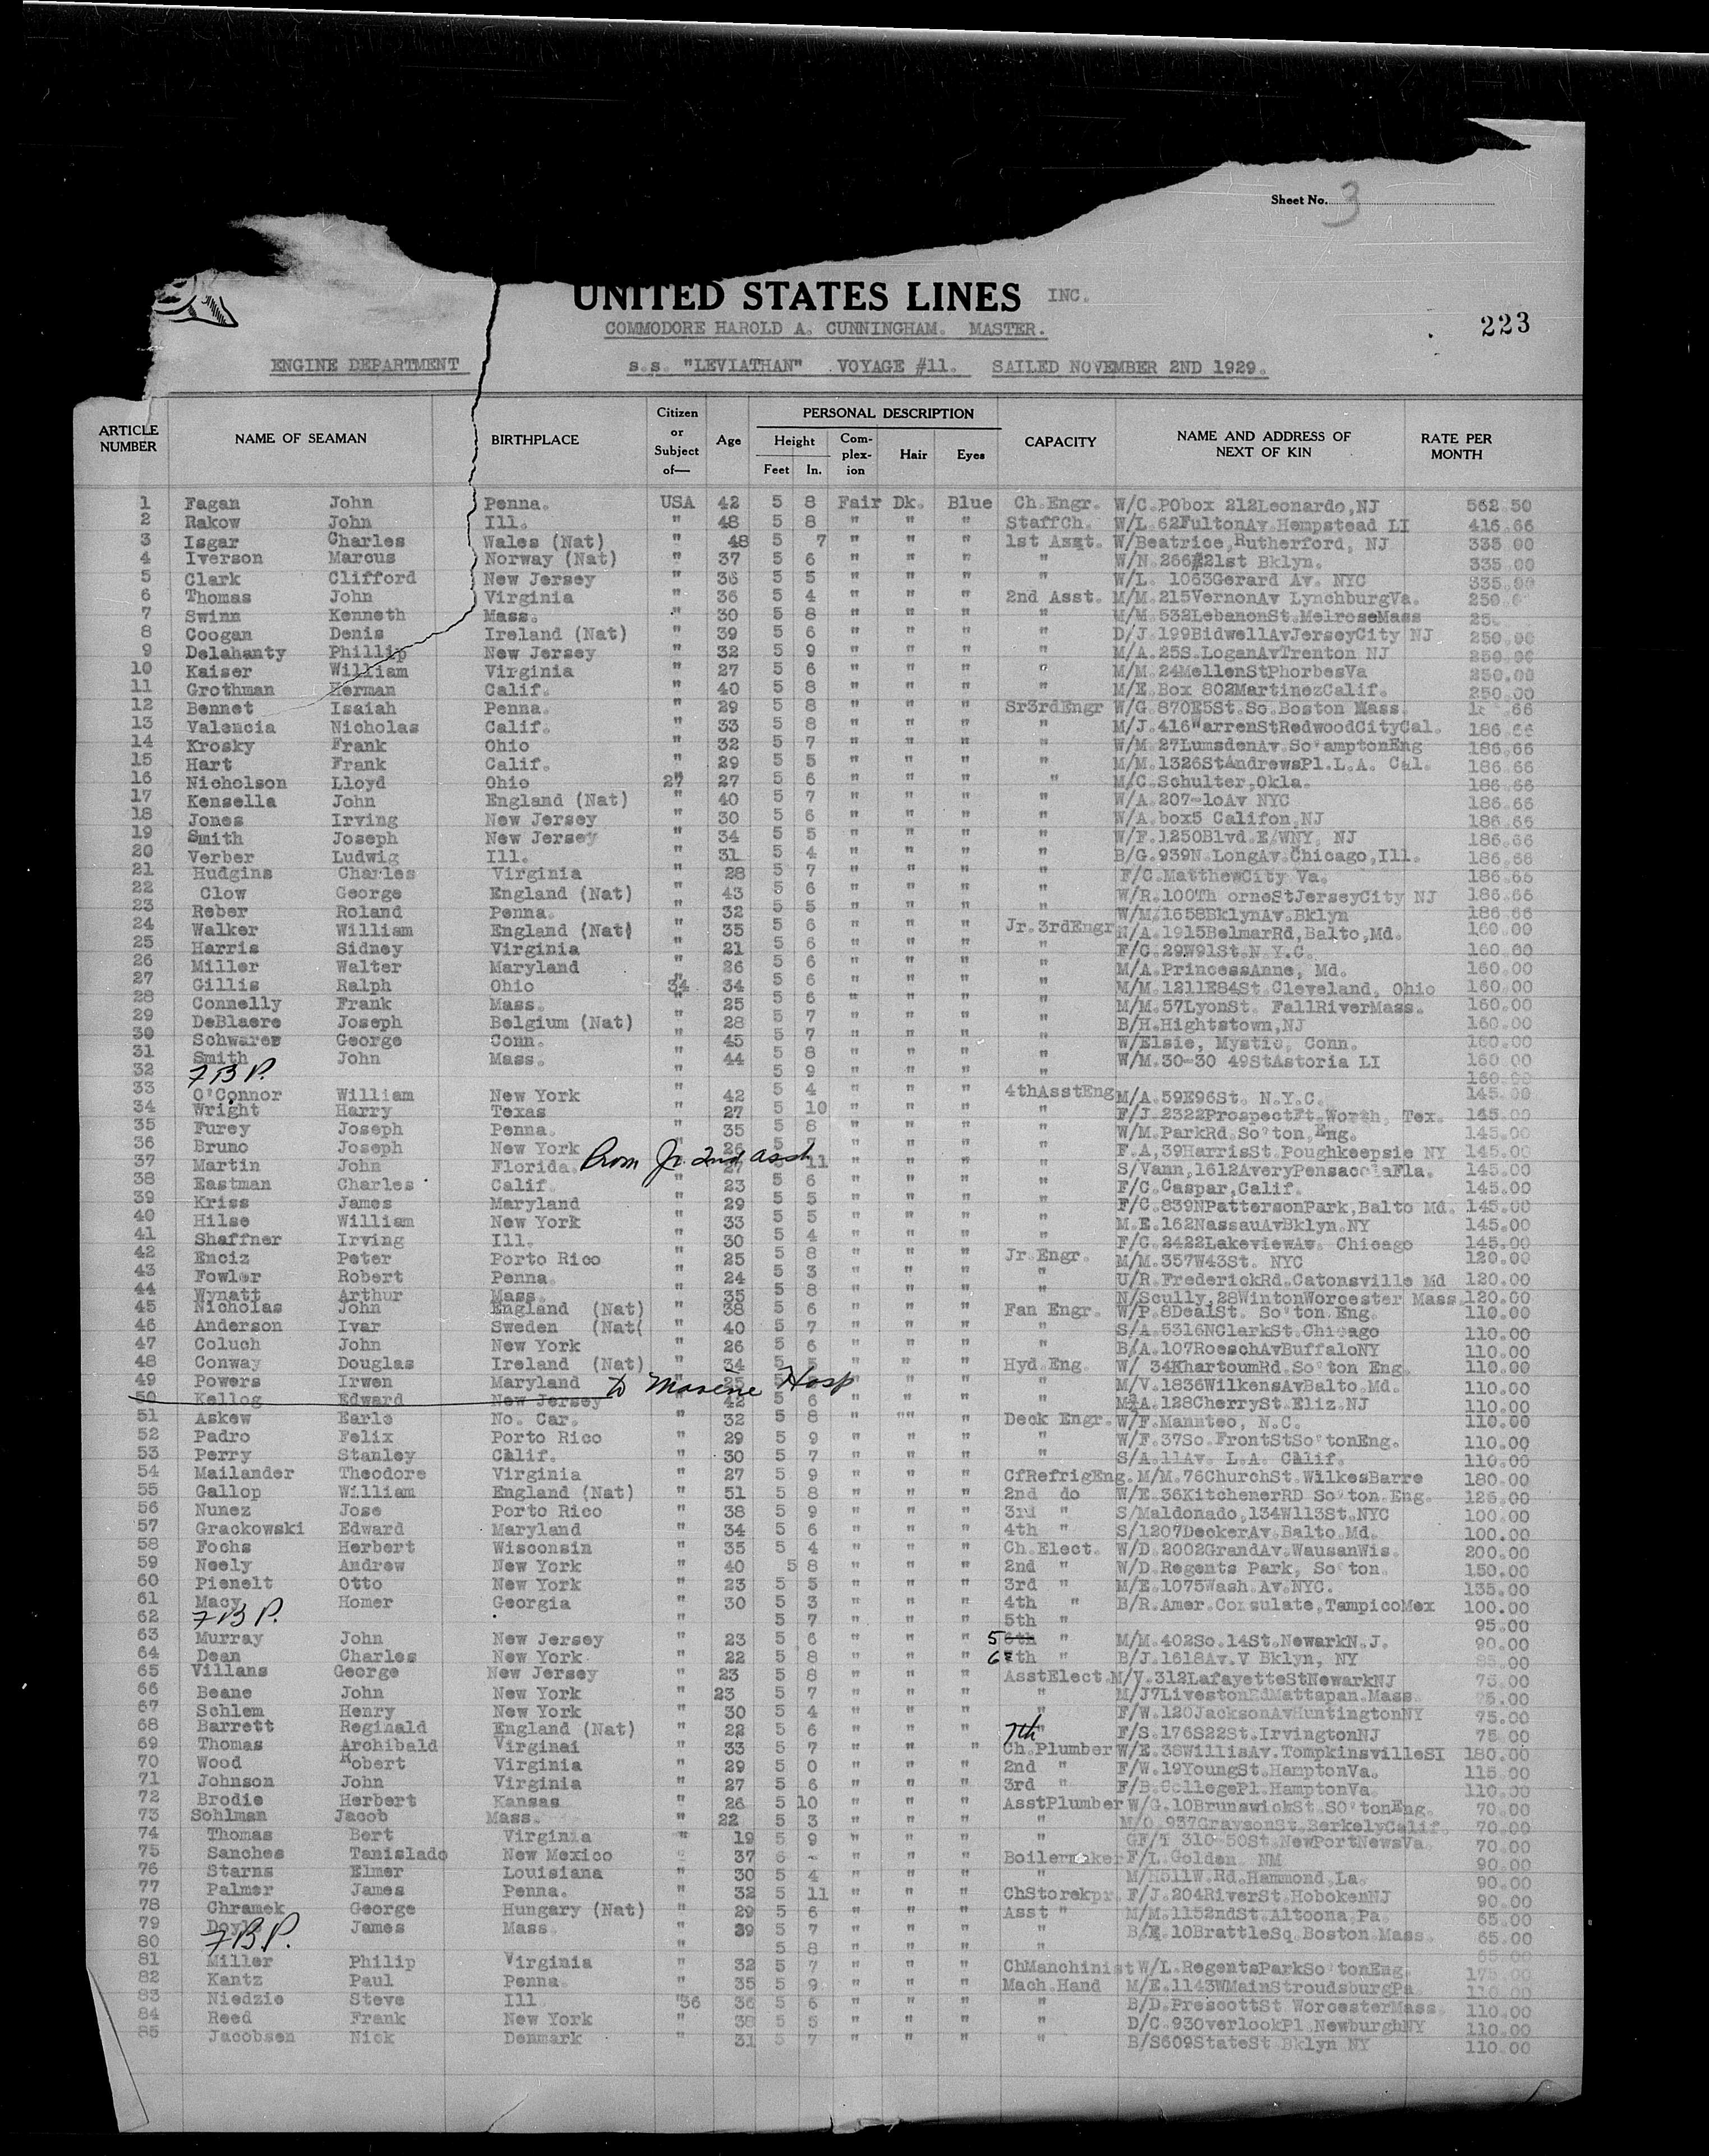 Sheet No. 3
UNITED STATES LINES INC.
COMMODORE HAROLD A. CUNNINGHAM. MASTER.
223
ENGINE DEPARTMENT s.s. "LEVIATHAN" VOYAGE #11. SAILED NOVEMBER 2ND 1929.
ARTICLE NUMBER NAME OF SEAMAN BIRTHPLACE Citizen or Subject of— Age PERSONAL DESCRIPTION Height Feet In. Com-plex-ion Hair Eyes CAPACITY NAME AND ADDRESS OF NEXT OF KIN RATE PER MONTH
1 Fagan John Penna. USA 42 5 8 Fair Dk. Blue Ch.Engr. W/C.PObox 212Leonardo,NJ 562.50
2 Rakow John Ill. " 48 5 8 " " " StaffCh. W/L.62FultonAv.Hempstead LI 416.66
3 Isgar Charles Wales (Nat) " 48 5 7 " " " 1st Asst. W/Beatrice,Rutherford, NJ 335.00
4 Iverson Marcus Norway (Nat) " 37 5 6 " " " " W/N.266 21st Bklyn. 335.00
5 Clark Clifford New Jersey " 36 5 5 " " " " W/L. 1063Gerard Av. NYC 335.00
6 Thomas John Virginia " 36 5 4 " " " 2nd Asst. M/M.215VernonAv LynchburgVa. 250.
7 Swinn Kenneth Mass. " 30 5 8 " " " " M/M.532LebanonSt.MelroseMass
8 Coogan Denis Ireland (Nat) " 39 5 6 " " " " D/J.199BidwellAvJerseyCity NJ 250.00
9 Delahanty Phillip New Jersey " 32 5 9 " " " " M/A.25S.LoganAvTrenton NJ 250.00
10 Kaiser William Virginia " 27 5 6 " " " " M/M.24MellenStPhorbesVa 250.00
11 Grothman Herman Calif. " 40 5 8 " " " " M/E.Box 802MartinezCalif. 250.00
12 Bennet Isaiah Penna. " 29 5 8 " " " Sr3rdEngr W/G.870E5St.So.Boston Mass. .66
13 Valencia Nicholas Calif. " 33 5 8 " " " " M/J.416WarrenStRedwoodCityCal. 186.66
14 Krosky Frank Ohio " 32 5 7 " " " " W/M.27LumsdenAv.So'amptonEng 186.66
15 Hart Frank Calif. " 29 5 5 " " " " M/M.1326StAndrewsPl.L.A. Cal. 186.66
16 Nicholson Lloyd Ohio 27 27 5 6 " " " " M/C.Schulter,Okla. 186.66
17 Kensella John England (Nat) " 40 5 7 " " " " W/A.207-10Av NYC 186.66
18 Jones Irving New Jersey " 30 5 6 " " " " W/A.box5 Califon,NJ 186.66
19 Smith Joseph New Jersey " 34 5 5 " " " " W/F.1250Blvd.E/WNY, NJ 186.66
20 Verber Ludwig Ill. " 31 5 4 " " " " B/G.939N.LongAv.Chicago,Ill. 186.66
21 Hudgins Charles Virginia " 28 5 7 " " " " F/C.MatthewCity Va. 186.66
22 Clow George England (Nat) " 43 5 6 " " " " W/R.100Th orneStJerseyCity NJ 186.66
23 Reber Roland Penna. " 32 5 5 " " " " W/M/1658BklynAv.Bklyn 186.66
24 Walker William England (Nat) " 35 5 6 " " " Jr.3rdEngr N/A.1915BelmarRd,Balto,Md. 160.00
25 Harris Sidney Virginia " 21 5 6 " " " " F/C.29W91St.N.Y.C. 160.00
26 Miller Walter Maryland " 26 5 6 " " " " M/A.PrincessAnne, Md. 160.00
27 Gillis Ralph Ohio 34 34 5 6 " " " " M/M.1211E84St.Cleveland, Ohio 160.00
28 Connelly Frank Mass. " 25 5 6 " " " " M/M.57LyonSt. FallRiverMass. 160.00
29 DeBlaere Joseph Belgium (Nat) " 28 5 7 " " " " B/H.Hightstown,NJ 160.00
30 Schwarer George Conn. " 45 5 7 " " " " W/Elsie, Mystic, Conn. 160.00
31 Smith John Mass. " 44 5 8 " " " " W/M.30-30 49StAstoria LI 160.00
32 7 B P. " 5 9 " " " " 160.00
33 O'Connor William New York " 42 5 4 " " " 4thAsstEng M/A.59E96St. N.Y.C. 145.00
34 Wright Harry Texas " 27 5 10 " " " " F/J.2322ProspectFt.Worth, Tex. 145.00
35 Furey Joseph Penna. " 35 5 8 " " " " W/M.ParkRd.So'ton,Eng. 145.00
36 Bruno Joseph New York " 26 5 " " " " F.A,39HarrisSt.Poughkeepsie NY 145.00
37 Martin John Florida. Prom Jr 2nd asst 27 11 " " " " S/Vann,1612AveryPensacolaFla. 145.00
38 Eastman Charles Calif. " 23 5 6 " " " " F/C.Caspar,Calif. 145.00
39 Kriss James Maryland " 29 5 5 " " " " F/C.839NPattersonPark,Balto Md. 145.00
40 Hilse William New York " 33 5 5 " " " " M.E.162NassauAvBklyn.NY 145.00
41 Shaffner Irving Ill. " 30 5 4 " " " " F/C.2422LakeviewAv. Chicago 145.00
42 Enciz Peter Porto Rico " 25 5 8 " " " Jr.Engr. M/M.357W43St. NYC 120.00
43 Fowler Robert Penna. " 24 5 3 " " " " U/R.FrederickRd.Catonsville Md 120.00
44 Wynatt Arthur Mass. " 35 5 8 " " " " N/Scully,28WintonWorcester Mass. 120.00
45 Nicholas John England (Nat) " 38 5 6 " " " Fan Engr. W/P.8DealSt. So'ton.Eng. 110.00
46 Anderson Ivar Sweden (Nat( " 40 5 7 " " " " S/A.5316NClarkSt.Chicago 110.00
47 Coluch John New York " 26 5 6 " " " " B/A.107RoeschAvBuffaloNY 110.00
48 Conway Douglas Ireland (Nat) " 34 5 5 " " " Hyd.Eng. W/ 34KhartoumRd.So'ton Eng. 110.00
49 Powers Irwen Maryland " 25 " " " " M/V.1836WilkensAvBalto.Md. 110.00
50 Kellog Edward New Jersey to Marine Hosp 42 5 6 " " " " M A.128CherrySt.Eliz.NJ 110.00
51 Askew Earle No. Car. " 32 5 8 " "" " Deck Engr. W/F.Mannteo, N.C. 110.00
52 Padro Felix Porto Rico " 29 5 9 " " " " W/F.37So.FrontStSo'tonEng. 110.00
53 Perry Stanley Calif. " 30 5 7 " " " " S/A.11Av. L.A. Calif. 110.00
54 Mailander Theodore Virginia " 27 5 9 " " " CfRefrigEng. M/M.76ChurchSt.WilkesBarre 180.00
55 Gallop William England (Nat) " 51 5 8 " " " 2nd do W/E.36KitchenerRD So'ton.Eng. 125.00
56 Nunez Jose Porto Rico " 38 5 9 " " " 3rd " S/Maldonado,134W113St.NYC 100.00
57 Grackowski Edward Maryland " 34 5 6 " " " 4th " S/1207DeckerAv.Balto.Md. 100.00
58 Fochs Herbert Wisconsin " 35 5 4 " " " Ch.Elect. W/D.2002GrandAv.WausanWis. 200.00
59 Neely Andrew New York " 40 5 8 " " " 2nd " W/D.Regents Park, So'ton. 150.00
60 Pienelt Otto New York " 23 5 5 " " " 3rd " M/E.1075Wash.Av.NYC. 135.00
61 Macy Homer Georgia " 30 5 3 " " " 4th " B/R.Amer.Consulate,TampicoMex 100.00
62 7 B P. 5 7 " " " 5th " 95.00
63 Murray John New Jersey " 23 5 6 " " " 5 6th " M/M.402So.14St.NewarkN.J. 90.00
64 Dean Charles New York " 22 5 8 " " " 6 th " B/J.1618Av.V Bklyn, NY 85.00
65 Villans George New Jersey " 23 5 8 " " " AsstElect. M/V.312LafayetteStNewarkNJ 75.00
66 Beane John New York " 23 5 7 " " " " M/J7LivestonRdMattapan.Mass. 75.00
67 Schlem Henry New York " 30 5 4 " " " " F/W.120JacksonAvHuntingtonNY 75.00
68 Barrett Reginald England (Nat) " 22 5 6 " " " 7th " F/S.176S22St.IrvingtonNJ 75.00
69 Thomas Archibald Virginai " 33 5 7 " " " Ch.Plumber W/E.38WillisAv.TompkinsvilleSI 180.00
70 Wood Robert Virginia " 29 5 0 " " " 2nd " F/W.19YoungSt.HamptonVa. 115.00
71 Johnson John Virginia " 27 5 6 " " " 3rd " F/B.CollegePl.HamptonVa. 110.00
72 Brodie Herbert Kansas " 26 5 10 " " " AsstPlumber W/G.10BrunswickSt.SO'tonEng. 70.00
73 Sohlman Jacob Mass. " 22 5 3 " " " " M/O.937GraysonSt.BerkelyCalif. 70.00
74 Thomas Bert Virginia " 19 5 9 " " " " GF/T 310-50St.NewPortNewsVa. 70.00
75 Sanches Tanislado New Mexico " 37 6 - " " " Boilermaker F/L.Golden. NM 90.00
76 Starns Elmer Louisiana " 30 5 4 " " " " M/H511W.Rd.Hammond,La. 90.00
77 Palmer James Penna. " 32 5 11 " " " ChStorekpr. F/J.204RiverSt.HobokenNJ 90.00
78 Chramek George Hungary (Nat) " 29 5 6 " " " Asst " M/M.1152ndSt.Altoona,Pa. 65.00
79 Doyle James Mass. " 39 5 7 " " " " B/E.10BrattleSq.Boston.Mass. 65.00
80 7 B P. " 5 8 " " " " 65.00
81 Miller Philip Virginia " 32 5 7 " " " ChManchinist W/L.RegentsParkSo'tonEng. 175.00
82 Kantz Paul Penna. " 35 5 9 " " " Mach.Hand M/E.1143WMainStroudsburgPa 110.00
83 Niedzie Steve Ill "36 36 5 6 " " " " B/D.PrescottSt.WorcesterMass. 110.00
84 Reed Frank New York " 38 5 5 " " " " D/C.93OverlookPl.NewburghNY 110.00
85 Jacobsen Nick Denmark " 31 5 7 " " " " B/S609StateSt Bklyn NY 110.00